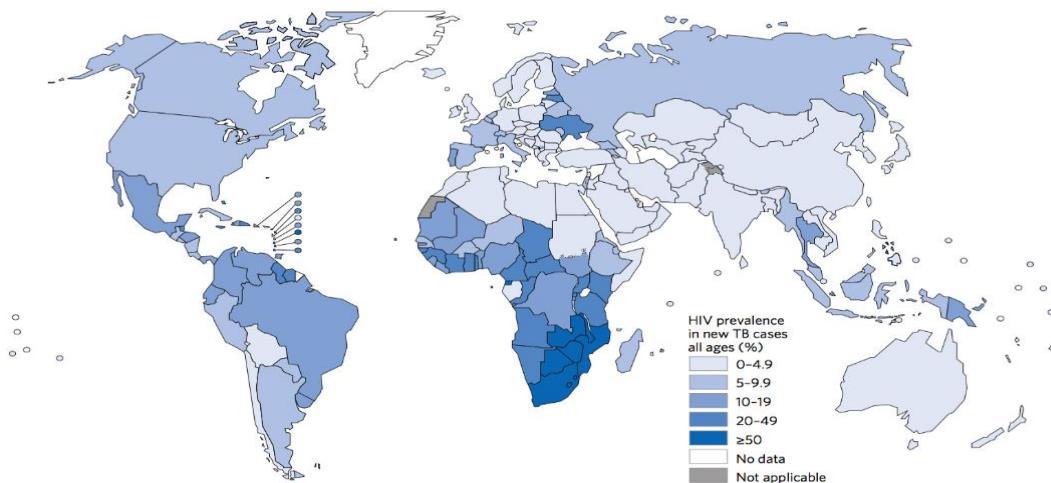 HIV prevalence
in new TB cases
all ages (%)
0–4.9
5–9.9
10–19
20–49
≥50
No data
Not applicable